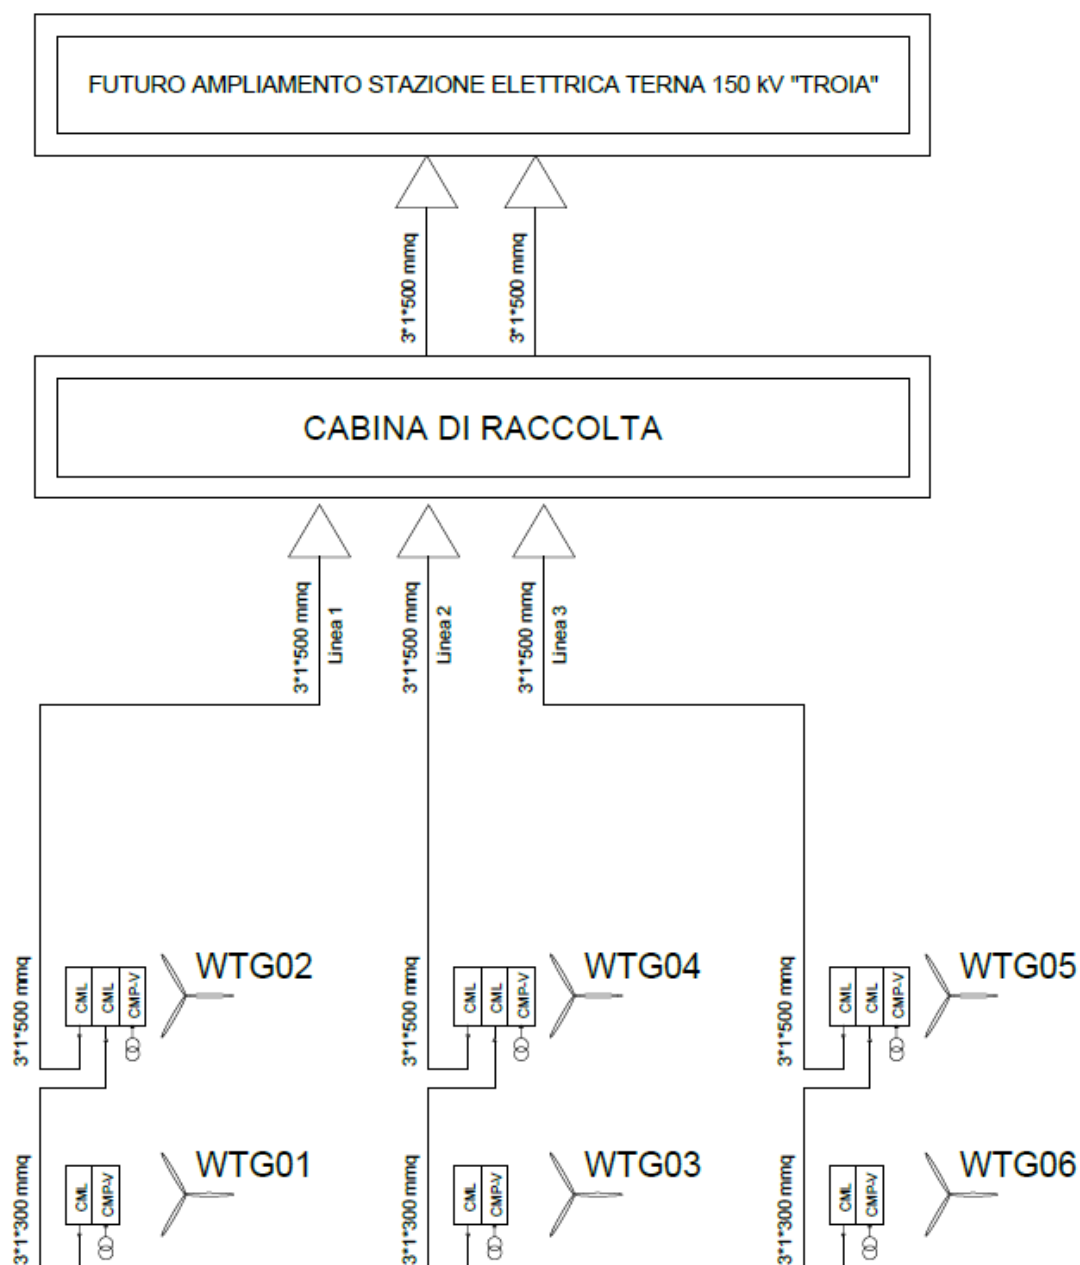 FUTURO AMPLIAMENTO STAZIONE ELETTRICA TERNA 150 kV "TROIA"
3*1*500 mmq
3*1*500 mmq
CABINA DI RACCOLTA
3*1*500 mmq
Linea 1
3*1*500 mmq
Linea 2
3*1*500 mmq
Linea 3
3*1*500 mmq
CML
CML
CMP-V
WTG02
3*1*500 mmq
CML
CML
CMP-V
WTG04
3*1*500 mmq
CML
CML
CMP-V
WTG05
3*1*300 mmq
CML
CMP-V
WTG01
3*1*300 mmq
CML
CMP-V
WTG03
3*1*300 mmq
CML
CMP-V
WTG06